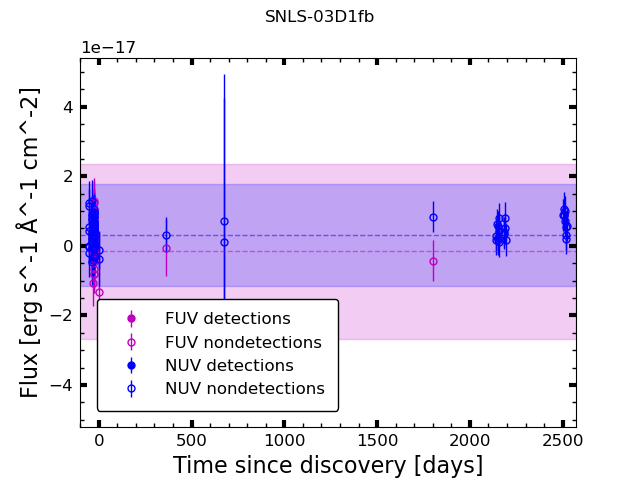 SNLS-03D1fb
1e−17
4
2
0
−2
−4
Flux [erg s^-1 Å^-1 cm^-2]
FUV detections
FUV nondetections
NUV detections
NUV nondetections
0 500 1000 1500 2000 2500
Time since discovery [days]